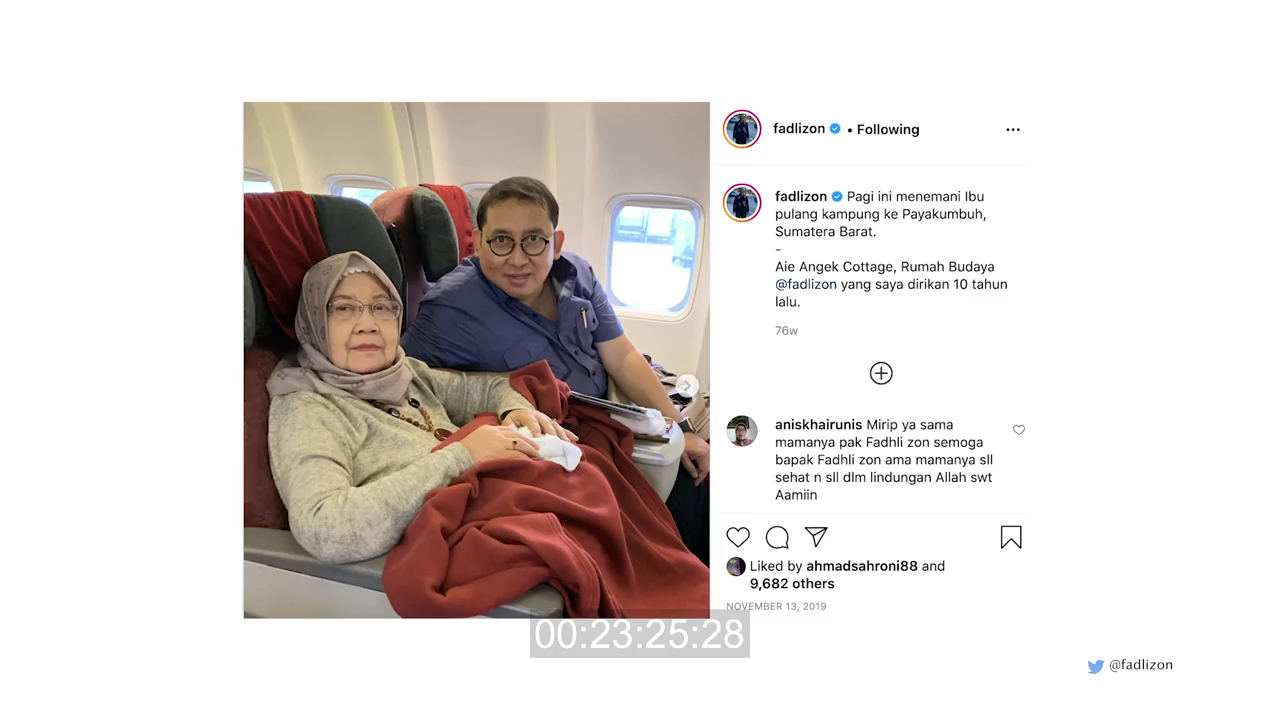 fadlizon • Following
fadlizon Pagi ini menemani Ibu
pulang kampung ke Payakumbuh,
Sumatera Barat.
-
Aie Angek Cottage, Rumah Budaya
@fadlizon yang saya dirikan 10 tahun
lalu.
76w
aniskhairunis Mirip ya sama
mamanya pak Fadhli zon semoga
bapak Fadhli zon ama mamanya sll
sehat n sll dlm lindungan Allah swt
Aamiin
Liked by ahmadsahroni88 and
9,682 others
NOVEMBER 13, 2019
00:23:25:28
@fadlizon